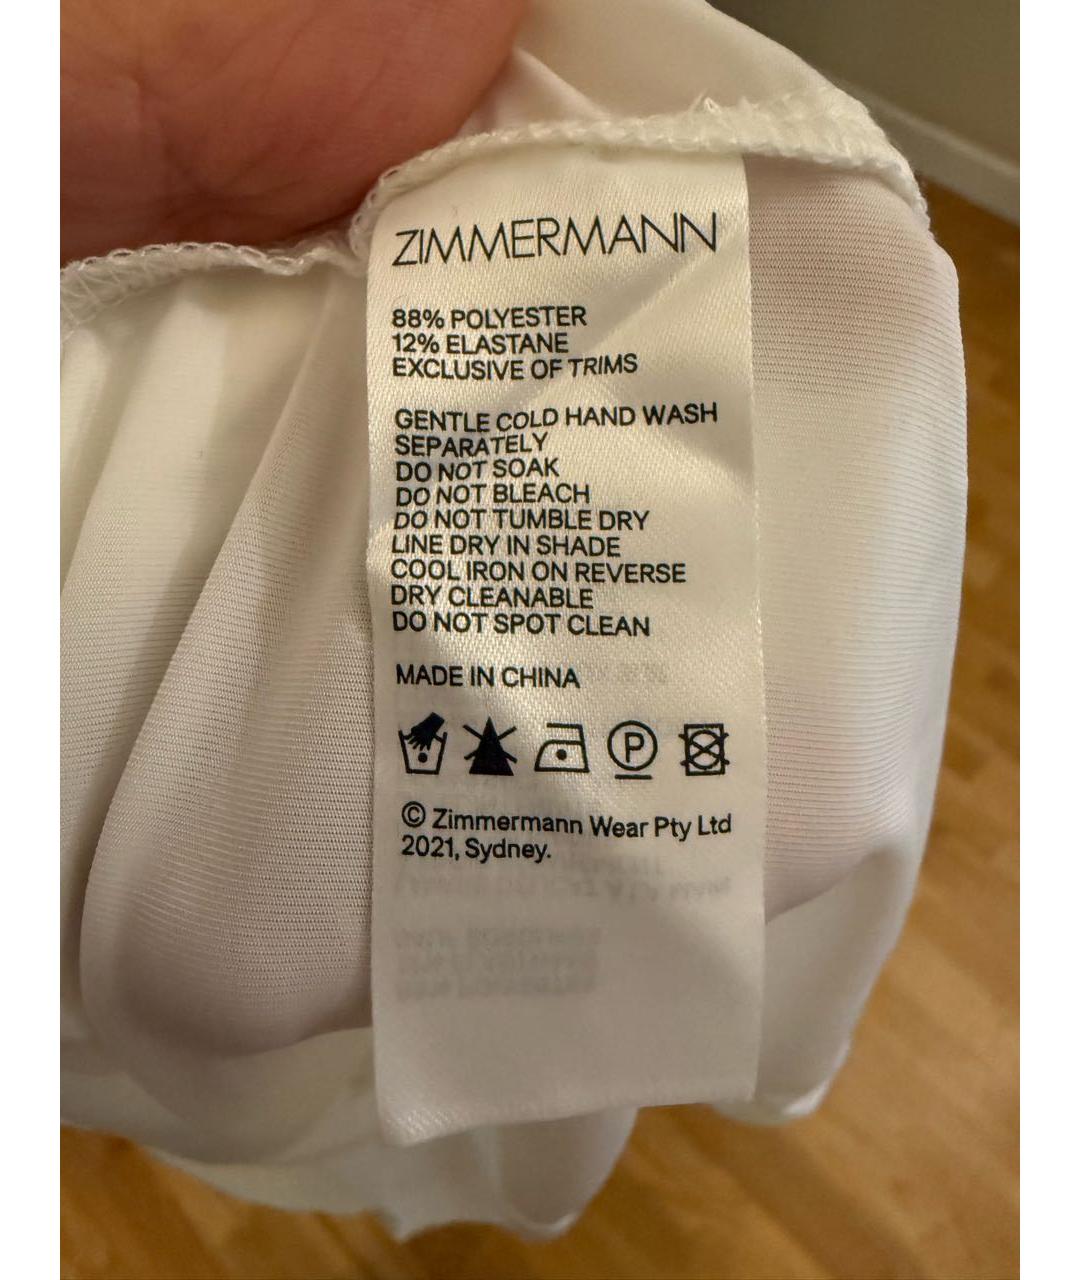 ZIMMERMANN
88% POLYESTER
12% ELASTANE
EXCLUSIVE OF TRIMS
GENTLE COLD HAND WASH
SEPARATELY
DO NOT SOAK
DO NOT BLEACH
DO NOT TUMBLE DRY
LINE DRY IN SHADE
COOL IRON ON REVERSE
DRY CLEANABLE
DO NOT SPOT CLEAN
MADE IN CHINA
P
© Zimmermann Wear Pty Ltd
2021, Sydney.